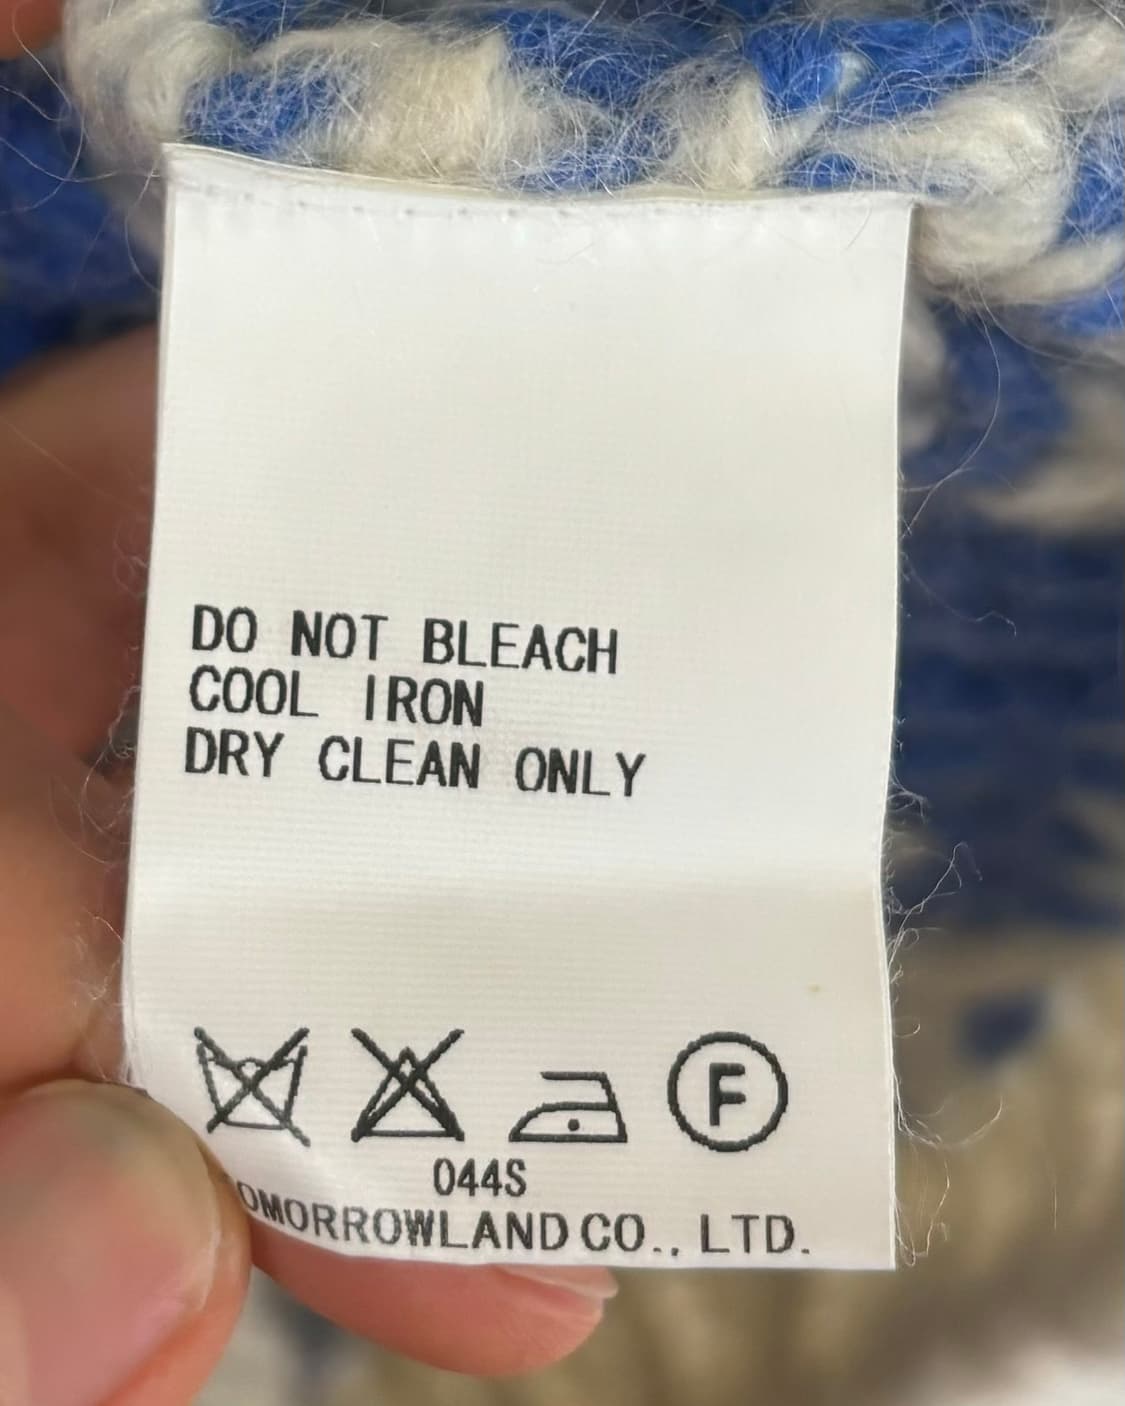 DO NOT BLEACH
COOL IRON
DRY CLEAN ONLY
F
044S
OMORROWLAND CO., LTD.